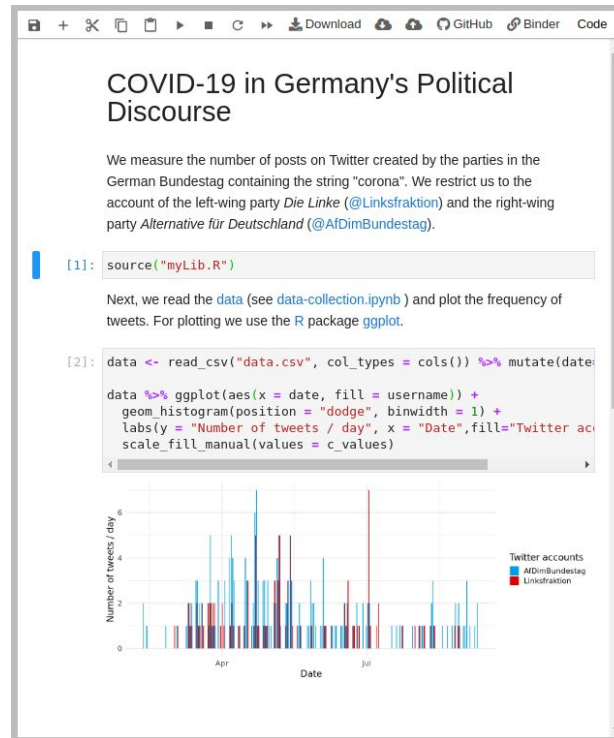 Download GitHub Binder Code
COVID-19 in Germany's Political
Discourse
We measure the number of posts on Twitter created by the parties in the
German Bundestag containing the string "corona". We restrict us to the
account of the left-wing party Die Linke (@Linksfraktion) and the right-wing
party Alternative für Deutschland (@AfDimBundestag).
[1]: source("myLib.R")
Next, we read the data (see data-collection.ipynb ) and plot the frequency of
tweets. For plotting we use the R package ggplot.
[2]: data <- read_csv("data.csv", col_types = cols()) %>% mutate(date=
data %>% ggplot(aes(x = date, fill = username)) +
geom_histogram(position = "dodge", binwidth = 1) +
labs(y = "Number of tweets / day", x = "Date",fill="Twitter acc
scale_fill_manual(values = c_values)
Number of tweets / day
6
4
2
0
Apr Jul
Date
Twitter accounts
AfDimBundestag
Linksfraktion